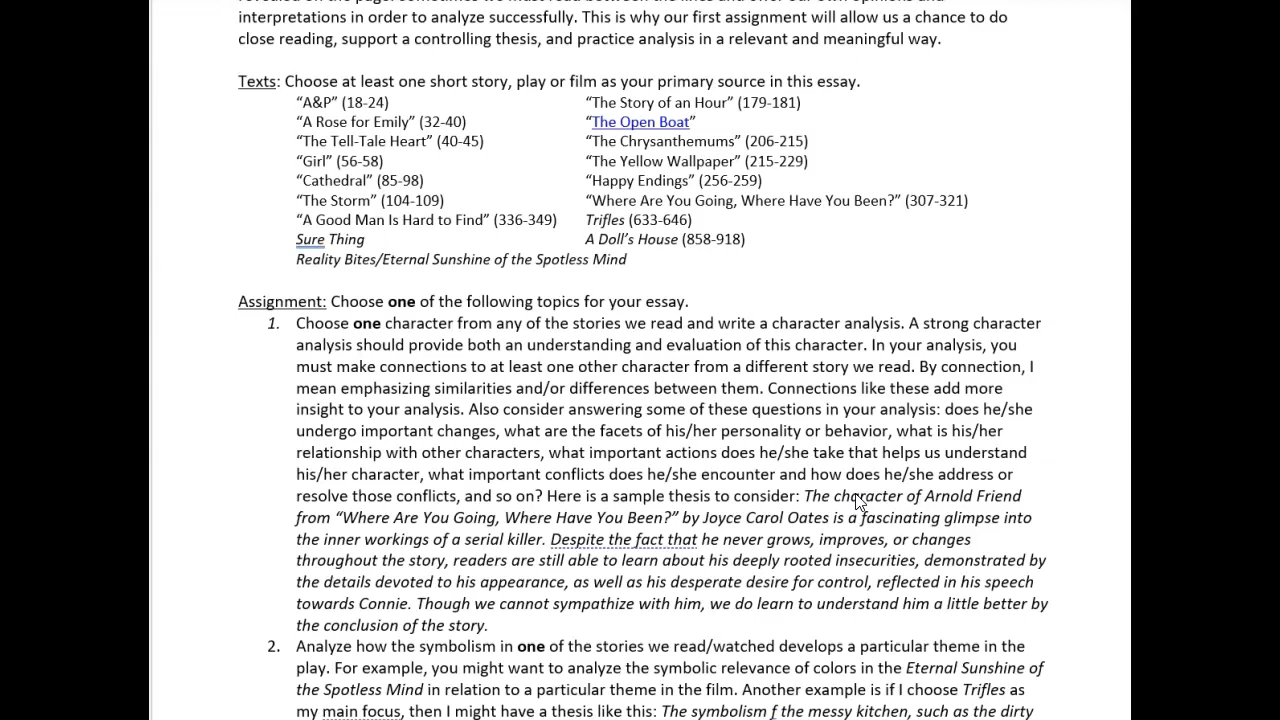 revealed on the page: sometimes we must read between the lines and offer our own opinions and
interpretations in order to analyze successfully. This is why our first assignment will allow us a chance to do
close reading, support a controlling thesis, and practice analysis in a relevant and meaningful way.
Texts: Choose at least one short story, play or film as your primary source in this essay.
“A&P” (18-24) “The Story of an Hour” (179-181)
“A Rose for Emily” (32-40) “The Open Boat”
“The Tell-Tale Heart” (40-45) “The Chrysanthemums” (206-215)
“Girl” (56-58) “The Yellow Wallpaper” (215-229)
“Cathedral” (85-98) “Happy Endings” (256-259)
“The Storm” (104-109) “Where Are You Going, Where Have You Been?” (307-321)
“A Good Man Is Hard to Find” (336-349) Trifles (633-646)
Sure Thing A Doll’s House (858-918)
Reality Bites/Eternal Sunshine of the Spotless Mind
Assignment: Choose one of the following topics for your essay.
1. Choose one character from any of the stories we read and write a character analysis. A strong character
analysis should provide both an understanding and evaluation of this character. In your analysis, you
must make connections to at least one other character from a different story we read. By connection, I
mean emphasizing similarities and/or differences between them. Connections like these add more
insight to your analysis. Also consider answering some of these questions in your analysis: does he/she
undergo important changes, what are the facets of his/her personality or behavior, what is his/her
relationship with other characters, what important actions does he/she take that helps us understand
his/her character, what important conflicts does he/she encounter and how does he/she address or
resolve those conflicts, and so on? Here is a sample thesis to consider: The character of Arnold Friend
from “Where Are You Going, Where Have You Been?” by Joyce Carol Oates is a fascinating glimpse into
the inner workings of a serial killer. Despite the fact that he never grows, improves, or changes
throughout the story, readers are still able to learn about his deeply rooted insecurities, demonstrated by
the details devoted to his appearance, as well as his desperate desire for control, reflected in his speech
towards Connie. Though we cannot sympathize with him, we do learn to understand him a little better by
the conclusion of the story.
2. Analyze how the symbolism in one of the stories we read/watched develops a particular theme in the
play. For example, you might want to analyze the symbolic relevance of colors in the Eternal Sunshine of
the Spotless Mind in relation to a particular theme in the film. Another example is if I choose Trifles as
my main focus, then I might have a thesis like this: The symbolism f the messy kitchen, such as the dirty